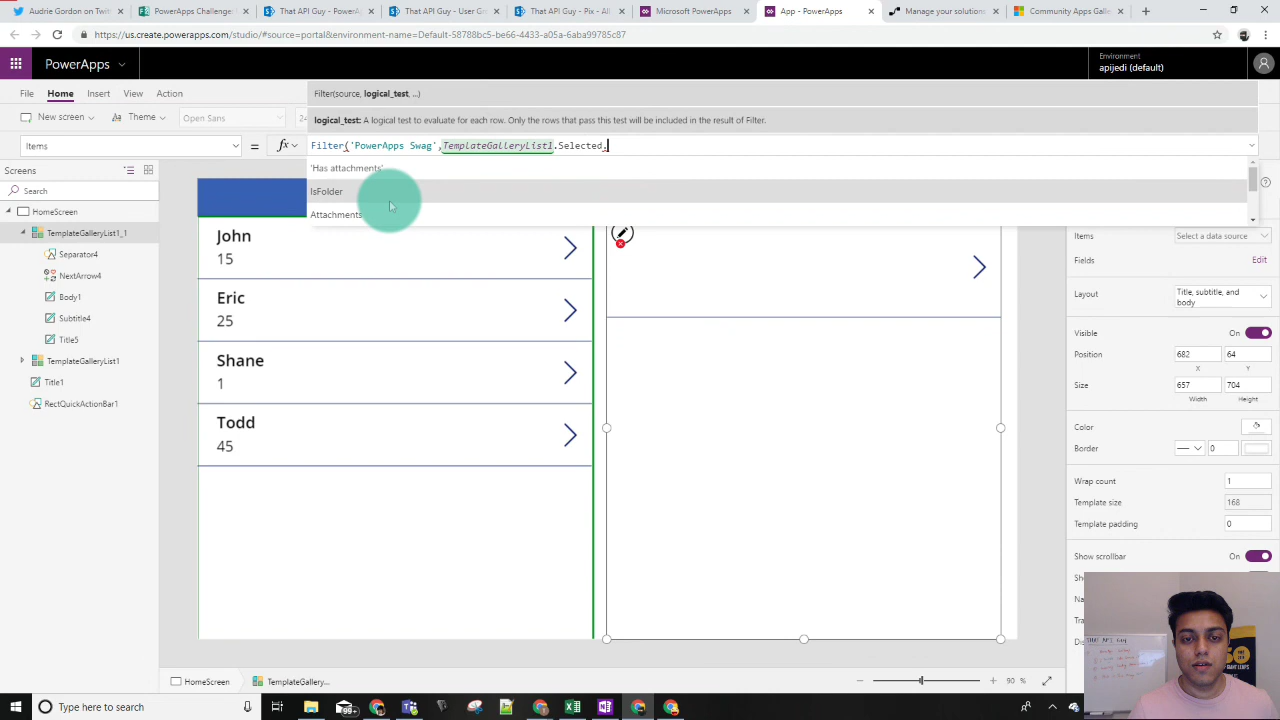 Audrie Gordon on Twitt
PowerApps Challenge
That API Guy - PowerAp
That API User Gro
That API Guy - Pix - All
Microsoft PowerApps
App - PowerApps
Manage your solutions
Community Apps Galle
https://us.create.powerapps.com/studio/#source=portal&environment-name=Default-58788bc5-be66-4433-a05a-6aba99785c87
PowerApps
Environment
apijedi (default)
File Home Insert View Action
Filter(source, logical_test, ...)
New screen Theme Open Sans 24
logical_test: A logical test to evaluate for each row. Only the rows that pass this test will be included in the result of Filter.
Items = fx Filter('PowerApps Swag',TemplateGalleryList1.Selected.
Screens
'Has attachments'
Search
IsFolder
HomeScreen
Attachments
TemplateGalleryList1_1
Separator4
NextArrow4
Body1
Subtitle4
Title5
TemplateGalleryList1
Title1
RectQuickActionBar1
John
15
Eric
25
Shane
1
Todd
45
Items Select a data source
Fields Edit
Layout Title, subtitle, and body
Visible On
Position 682 64
X Y
Size 657 704
Width Height
Color
Border 0
Wrap count 1
Template size 168
Template padding 0
Show scrollbar On
HomeScreen TemplateGallery...
90 %
Type here to search
99+